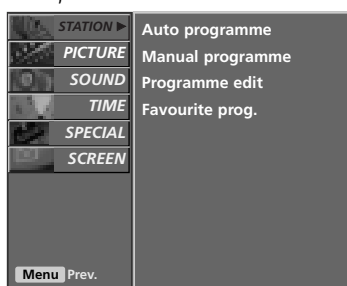 STATION ►
PICTURE
SOUND
TIME
SPECIAL
SCREEN
Auto programme
Manual programme
Programme edit
Favourite prog.
Menu Prev.